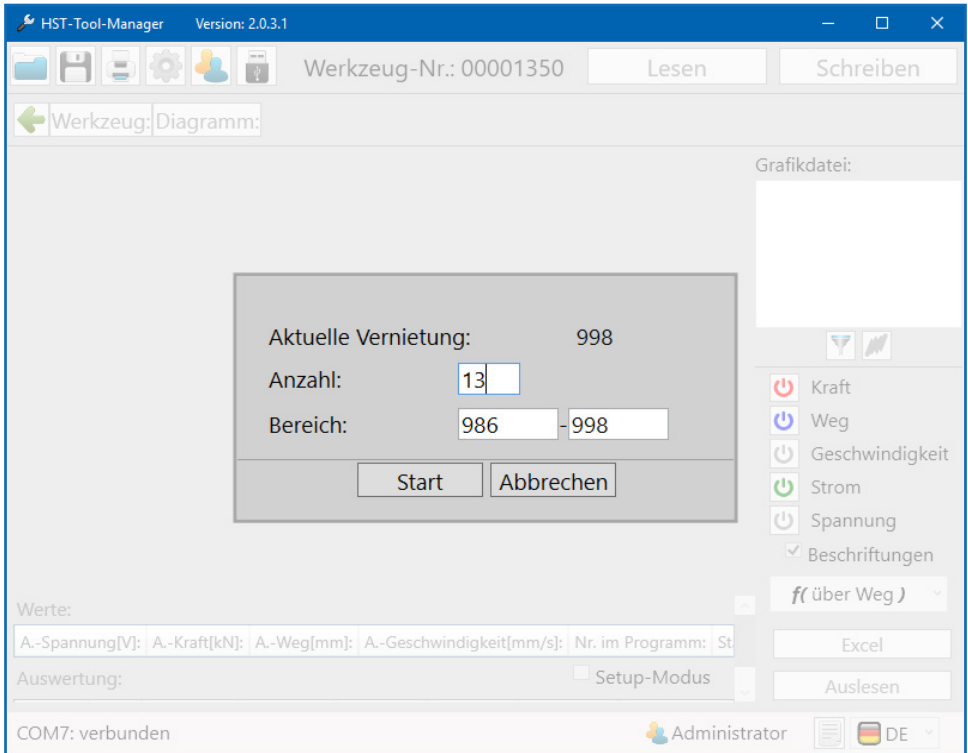 HST-Tool-Manager Version: 2.0.3.1
Werkzeug-Nr.: 00001350 Lesen Schreiben
Werkzeug: Diagramm:
Grafikdatei:
Aktuelle Vernietung: 998
Anzahl: 13
Bereich: 986 - 998
Start Abbrechen
Kraft
Weg
Geschwindigkeit
Strom
Spannung
Beschriftungen
f( über Weg )
Werte:
A.-Spannung[V]: A.-Kraft[kN]: A.-Weg[mm]: A.-Geschwindigkeit[mm/s]: Nr. im Programm: St
Excel
Auswertung: Setup-Modus
Auslesen
COM7: verbunden Administrator DE